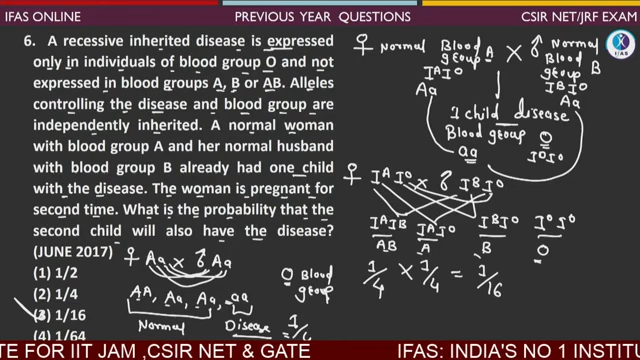 IFAS ONLINE
PREVIOUS YEAR QUESTIONS
CSIR NET/JRF EXAM
6. A recessive inherited disease is expressed
only in individuals of blood group O and not
expressed in blood groups A, B or AB. Alleles
controlling the disease and blood group are
independently inherited. A normal woman
with blood group A and her normal husband
with blood group B already had one child
with the disease. The woman is pregnant for
second time. What is the probability that the
second child will also have the disease?
(JUNE 2017)
(1) 1/2
(2) 1/4
(3) 1/16
(4) 1/64
♀ Normal Blood group A × ♂ Normal Blood group B
IᴬIᴼ IᴮIᴼ
Aa Aa
1 child disease
Blood group O
aa IᴼIᴼ
♀ IᴬIᴼ × ♂ IᴮIᴼ
IᴬIᴮ IᴬIᴼ IᴮIᴼ IᴼIᴼ
AB A B O
1/4 × 1/4 = 1/16
♀ Aa × ♂ Aa
AA, Aa, Aa, aa
Normal Disease
O Blood group
IFAS
ATE FOR IIT JAM ,CSIR NET & GATE
IFAS: INDIA'S NO 1 INSTITU